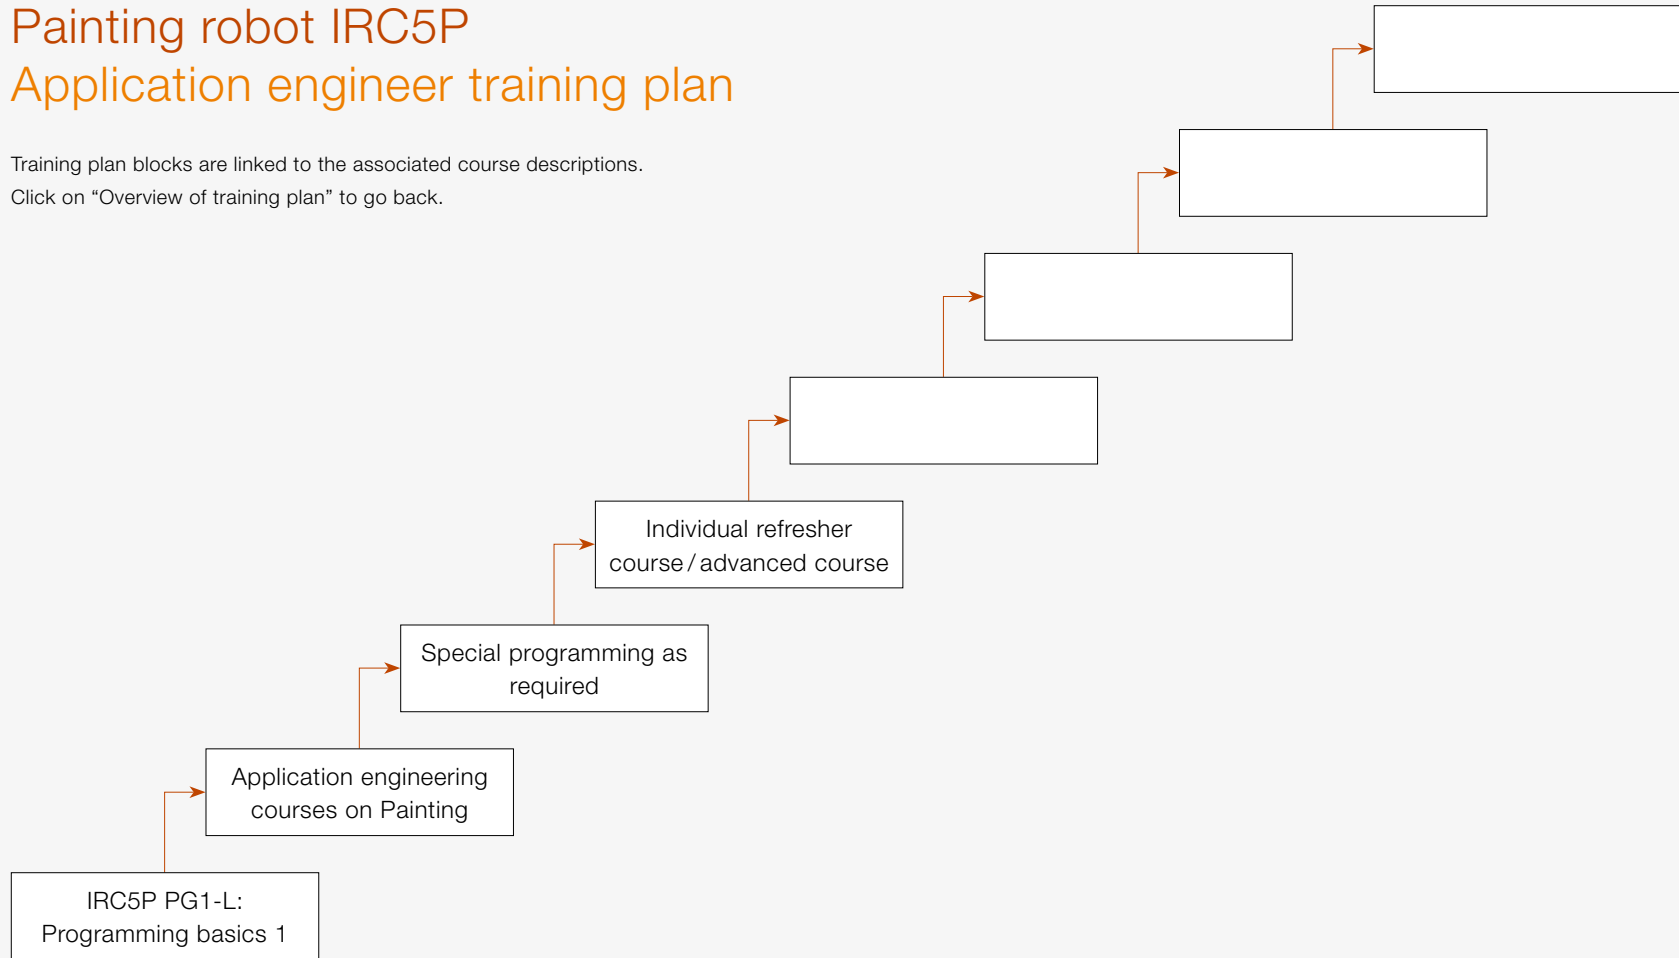 Painting robot IRC5P
Application engineer training plan
Training plan blocks are linked to the associated course descriptions.
Click on “Overview of training plan” to go back.
Individual refresher
course / advanced course
Special programming as
required
Application engineering
courses on Painting
IRC5P PG1-L:
Programming basics 1